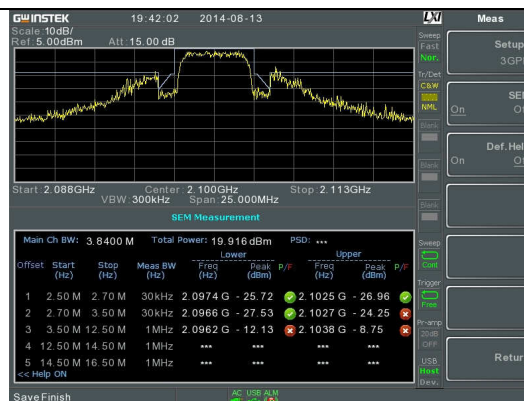 GWINSTEK 19:42:02 2014-08-13 LXI Meas
Scale:10dB/
Ref:5.00dBm Att:15.00 dB
Sweep
Fast
Nor.
Setup
3GP
Tr/Det
C&W
NML
SE
On
Blank
Def.Hel
On
Blank
Start:2.088GHz Center:2.100GHz Stop:2.113GHz
VBW:300kHz Span:25.000MHz
Blank
SEM Measurement
Main Ch BW: 3.8400 M Total Power: 19.916 dBm PSD: ***
Lower Upper
Offset Start Stop Meas BW Freq Peak P/F Freq Peak P/F
(Hz) (Hz) (Hz) (dBm) (Hz) (dBm)
1 2.50 M 2.70 M 30kHz 2.0974 G - 25.72 2.1025 G - 26.96
2 2.70 M 3.50 M 30kHz 2.0966 G - 27.53 2.1027 G - 24.25
3 3.50 M 12.50 M 1MHz 2.0962 G - 12.13 2.1038 G - 8.75
4 12.50 M 14.50 M 1MHz *** *** *** ***
5 14.50 M 16.50 M 1MHz *** *** *** ***
<< Help ON
Sweep
Cont
Trigger
Free
Pr-amp
20dB
OFF
USB
Host
Dev.
Retur
Save Finish
AC USB ALM